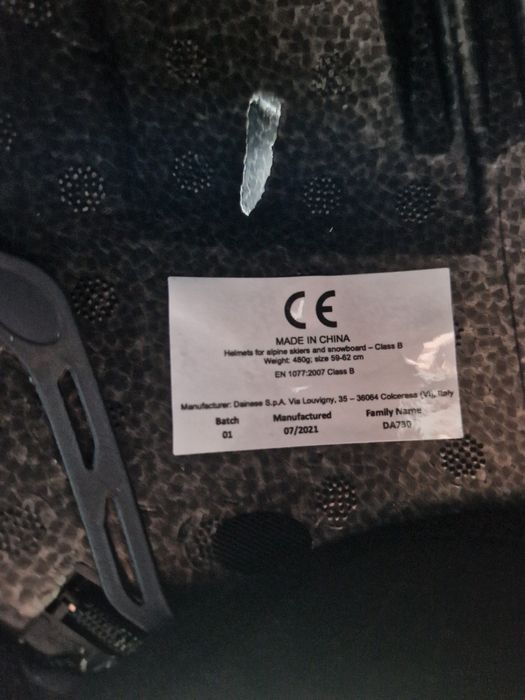 CE
MADE IN CHINA
Helmets for alpine skiers and snowboard – Class B
Weight: 480g; size 59-62 cm
EN 1077:2007 Class B
Manufacturer: Dainese S.p.A. Via Louvigny, 35 – 36064 Colceresa (VI), Italy
Batch Manufactured Family Name
01 07/2021 DA730